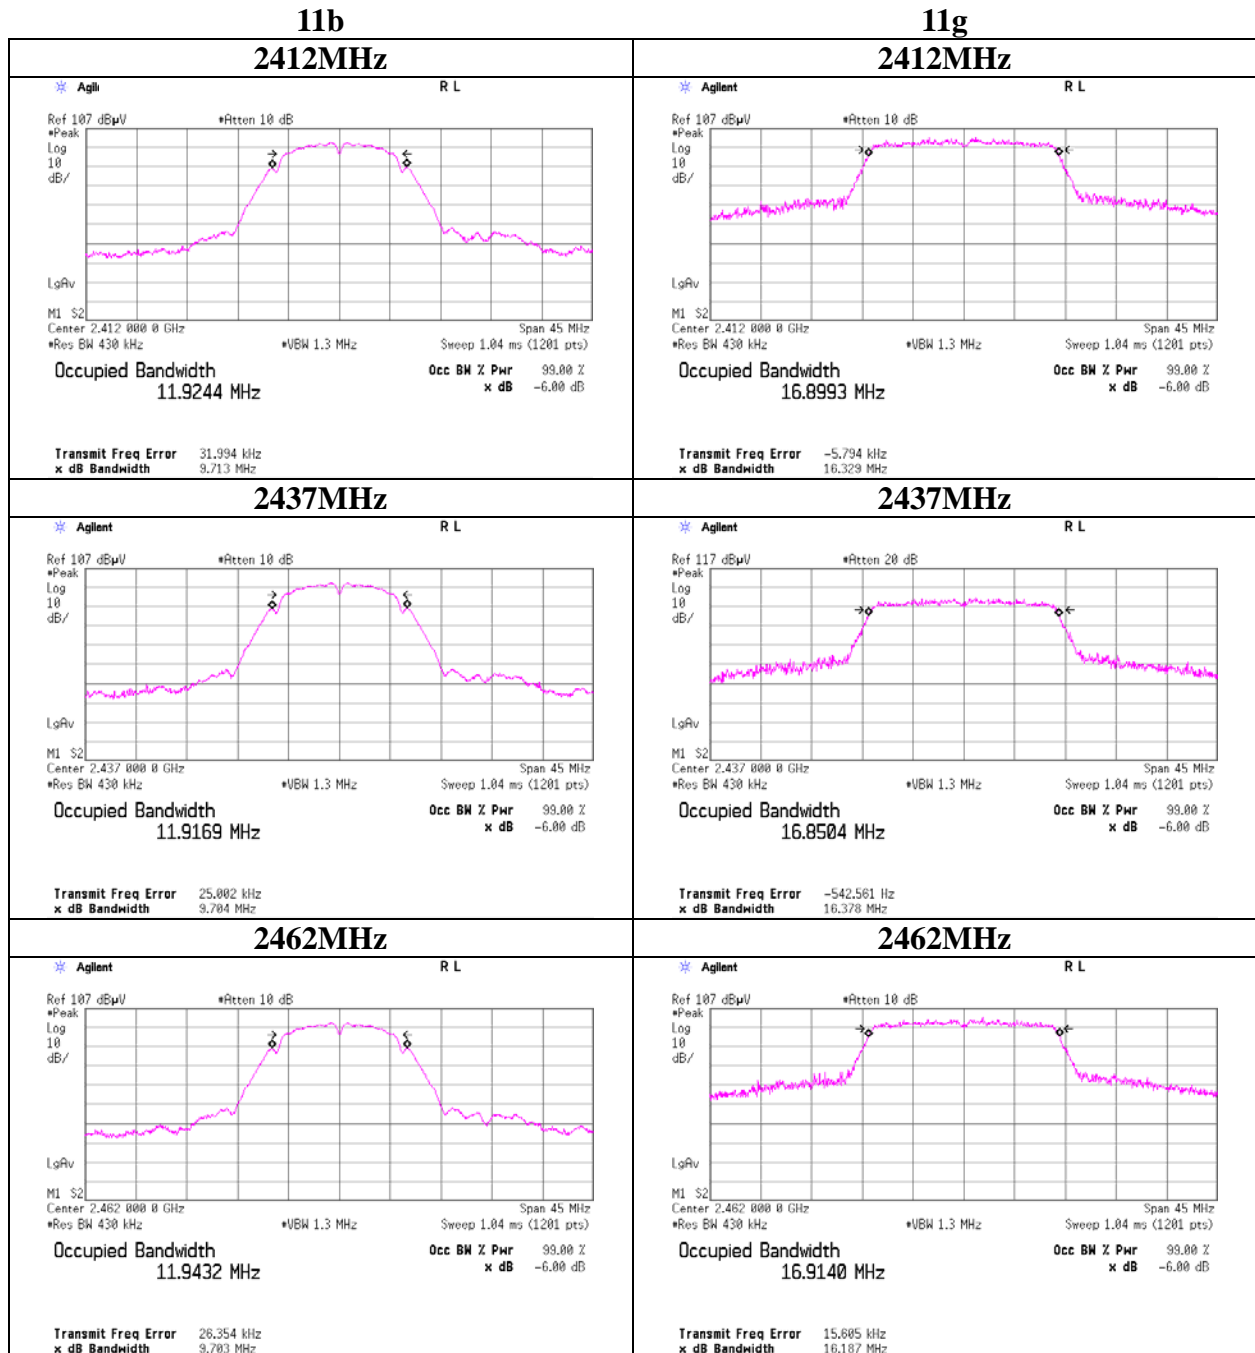 11b 11g
2412MHz 2412MHz
Agil R L
Ref 107 dBµV *Atten 10 dB
*Peak
Log
10
dB/
LgAv
M1 S2
Center 2.412 000 0 GHz Span 45 MHz
*Res BW 430 kHz *VBW 1.3 MHz Sweep 1.04 ms (1201 pts)
Occupied Bandwidth Occ BW % Pwr 99.00 %
11.9244 MHz x dB -6.00 dB
Transmit Freq Error 31.994 kHz
x dB Bandwidth 9.713 MHz
Agilent R L
Ref 107 dBµV *Atten 10 dB
*Peak
Log
10
dB/
LgAv
M1 S2
Center 2.412 000 0 GHz Span 45 MHz
*Res BW 430 kHz *VBW 1.3 MHz Sweep 1.04 ms (1201 pts)
Occupied Bandwidth Occ BW % Pwr 99.00 %
16.8993 MHz x dB -6.00 dB
Transmit Freq Error -5.794 kHz
x dB Bandwidth 16.329 MHz
2437MHz 2437MHz
Agilent R L
Ref 107 dBµV *Atten 10 dB
*Peak
Log
10
dB/
LgAv
M1 S2
Center 2.437 000 0 GHz Span 45 MHz
*Res BW 430 kHz *VBW 1.3 MHz Sweep 1.04 ms (1201 pts)
Occupied Bandwidth Occ BW % Pwr 99.00 %
11.9169 MHz x dB -6.00 dB
Transmit Freq Error 25.002 kHz
x dB Bandwidth 9.704 MHz
Agilent R L
Ref 117 dBµV *Atten 20 dB
*Peak
Log
10
dB/
LgAv
M1 S2
Center 2.437 000 0 GHz Span 45 MHz
*Res BW 430 kHz *VBW 1.3 MHz Sweep 1.04 ms (1201 pts)
Occupied Bandwidth Occ BW % Pwr 99.00 %
16.8504 MHz x dB -6.00 dB
Transmit Freq Error -542.561 Hz
x dB Bandwidth 16.378 MHz
2462MHz 2462MHz
Agilent R L
Ref 107 dBµV *Atten 10 dB
*Peak
Log
10
dB/
LgAv
M1 S2
Center 2.462 000 0 GHz Span 45 MHz
*Res BW 430 kHz *VBW 1.3 MHz Sweep 1.04 ms (1201 pts)
Occupied Bandwidth Occ BW % Pwr 99.00 %
11.9432 MHz x dB -6.00 dB
Transmit Freq Error 26.354 kHz
x dB Bandwidth 9.703 MHz
Agilent R L
Ref 107 dBµV *Atten 10 dB
*Peak
Log
10
dB/
LgAv
M1 S2
Center 2.462 000 0 GHz Span 45 MHz
*Res BW 430 kHz *VBW 1.3 MHz Sweep 1.04 ms (1201 pts)
Occupied Bandwidth Occ BW % Pwr 99.00 %
16.9140 MHz x dB -6.00 dB
Transmit Freq Error 15.605 kHz
x dB Bandwidth 16.187 MHz